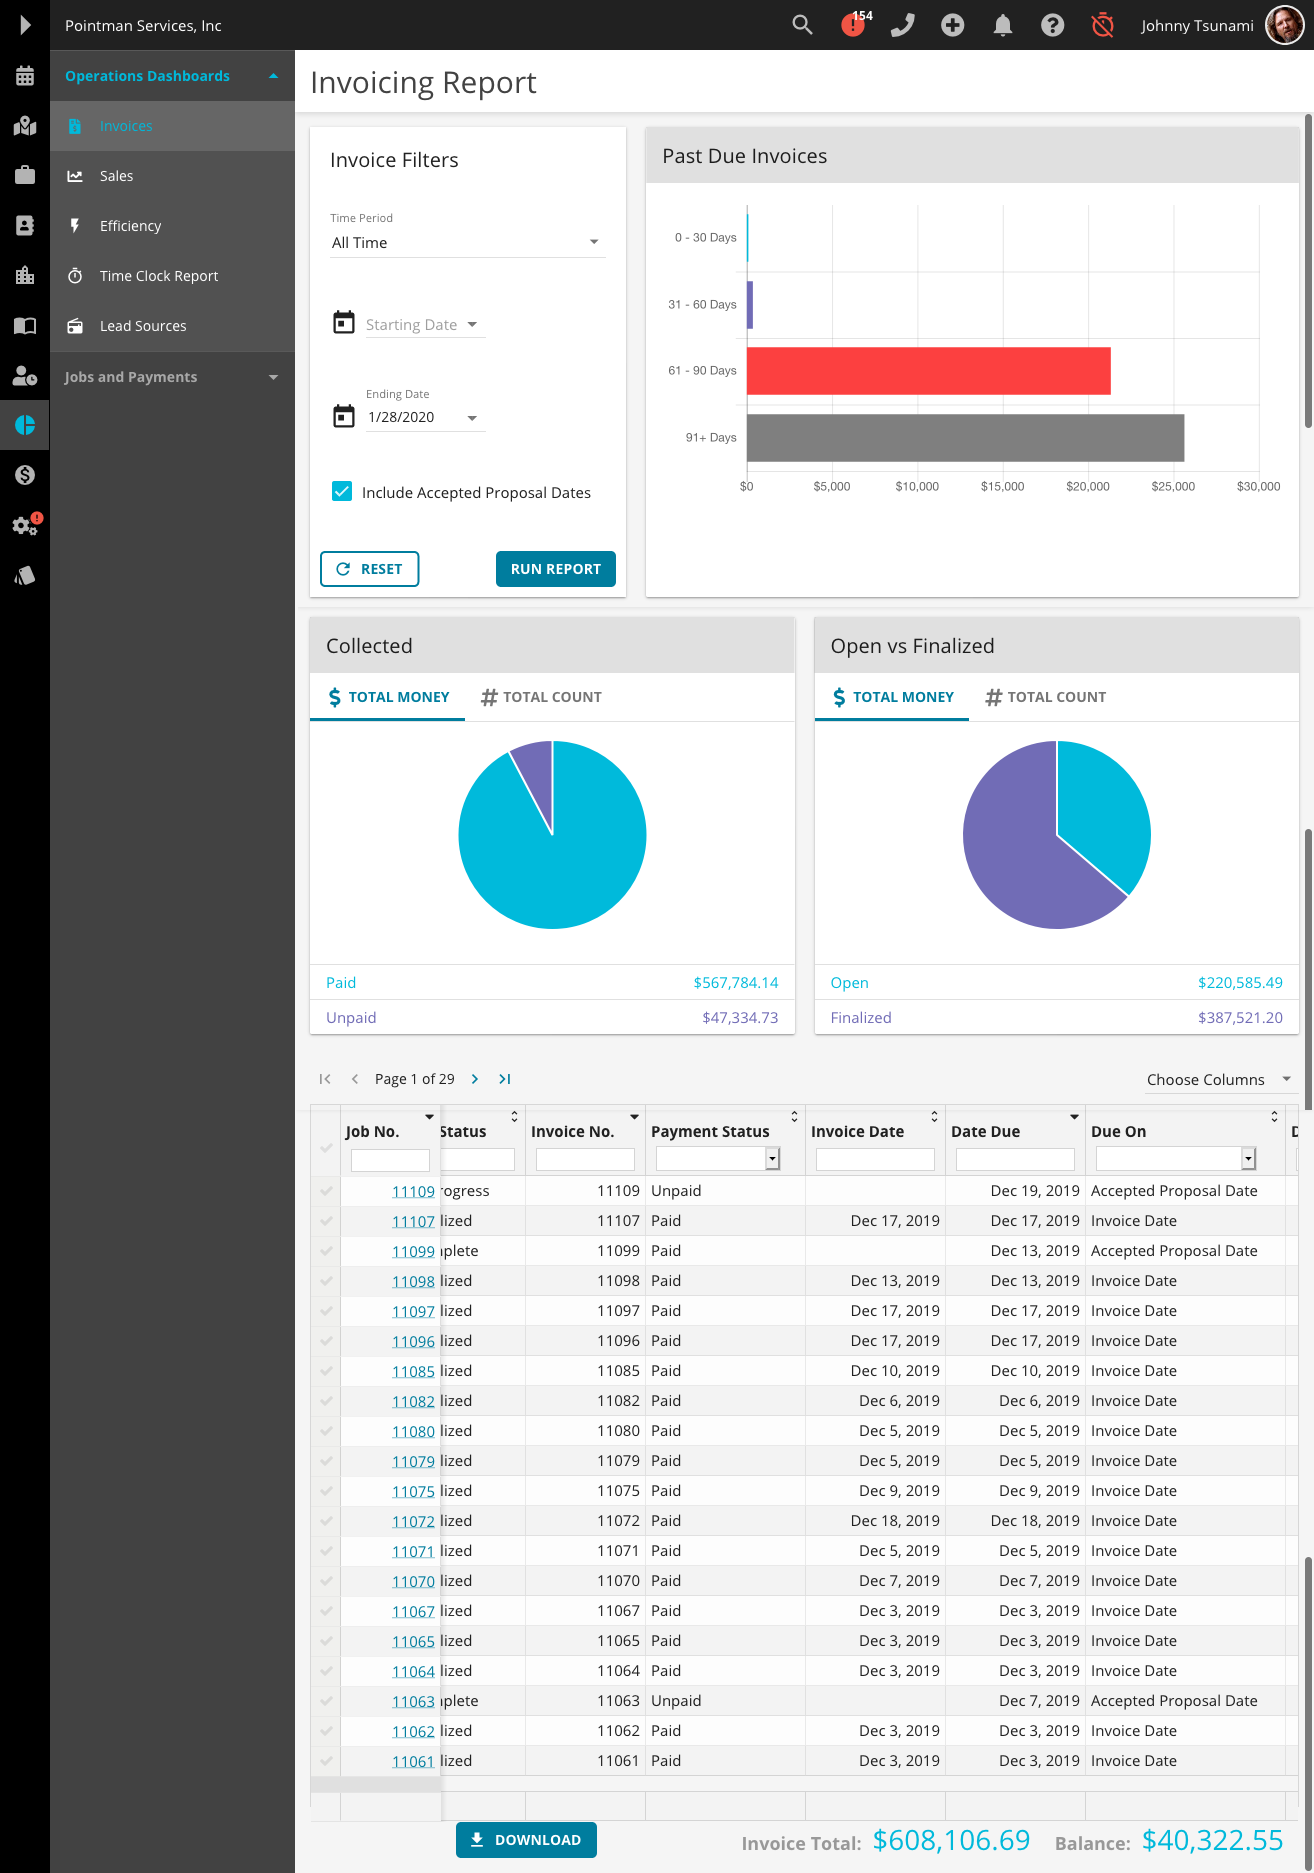 Pointman Services, Inc
154
Johnny Tsunami
Operations Dashboards
Invoices
Sales
Efficiency
Time Clock Report
Lead Sources
Jobs and Payments
Invoicing Report
Invoice Filters
Time Period
All Time
Starting Date
Ending Date
1/28/2020
Include Accepted Proposal Dates
RESET
RUN REPORT
Past Due Invoices
0 - 30 Days
31 - 60 Days
61 - 90 Days
91+ Days
$0 $5,000 $10,000 $15,000 $20,000 $25,000 $30,000
Collected
$ TOTAL MONEY # TOTAL COUNT
Paid $567,784.14
Unpaid $47,334.73
Open vs Finalized
$ TOTAL MONEY # TOTAL COUNT
Open $220,585.49
Finalized $387,521.20
Page 1 of 29
Choose Columns
Job No. Status Invoice No. Payment Status Invoice Date Date Due Due On D
11109 rogress 11109 Unpaid Dec 19, 2019 Accepted Proposal Date
11107 lized 11107 Paid Dec 17, 2019 Dec 17, 2019 Invoice Date
11099 plete 11099 Paid Dec 13, 2019 Accepted Proposal Date
11098 lized 11098 Paid Dec 13, 2019 Dec 13, 2019 Invoice Date
11097 lized 11097 Paid Dec 17, 2019 Dec 17, 2019 Invoice Date
11096 lized 11096 Paid Dec 17, 2019 Dec 17, 2019 Invoice Date
11085 lized 11085 Paid Dec 10, 2019 Dec 10, 2019 Invoice Date
11082 lized 11082 Paid Dec 6, 2019 Dec 6, 2019 Invoice Date
11080 lized 11080 Paid Dec 5, 2019 Dec 5, 2019 Invoice Date
11079 lized 11079 Paid Dec 5, 2019 Dec 5, 2019 Invoice Date
11075 lized 11075 Paid Dec 9, 2019 Dec 9, 2019 Invoice Date
11072 lized 11072 Paid Dec 18, 2019 Dec 18, 2019 Invoice Date
11071 lized 11071 Paid Dec 5, 2019 Dec 5, 2019 Invoice Date
11070 lized 11070 Paid Dec 7, 2019 Dec 7, 2019 Invoice Date
11067 lized 11067 Paid Dec 3, 2019 Dec 3, 2019 Invoice Date
11065 lized 11065 Paid Dec 3, 2019 Dec 3, 2019 Invoice Date
11064 lized 11064 Paid Dec 3, 2019 Dec 3, 2019 Invoice Date
11063 plete 11063 Unpaid Dec 7, 2019 Accepted Proposal Date
11062 lized 11062 Paid Dec 3, 2019 Dec 3, 2019 Invoice Date
11061 lized 11061 Paid Dec 3, 2019 Dec 3, 2019 Invoice Date
DOWNLOAD
Invoice Total: $608,106.69 Balance: $40,322.55